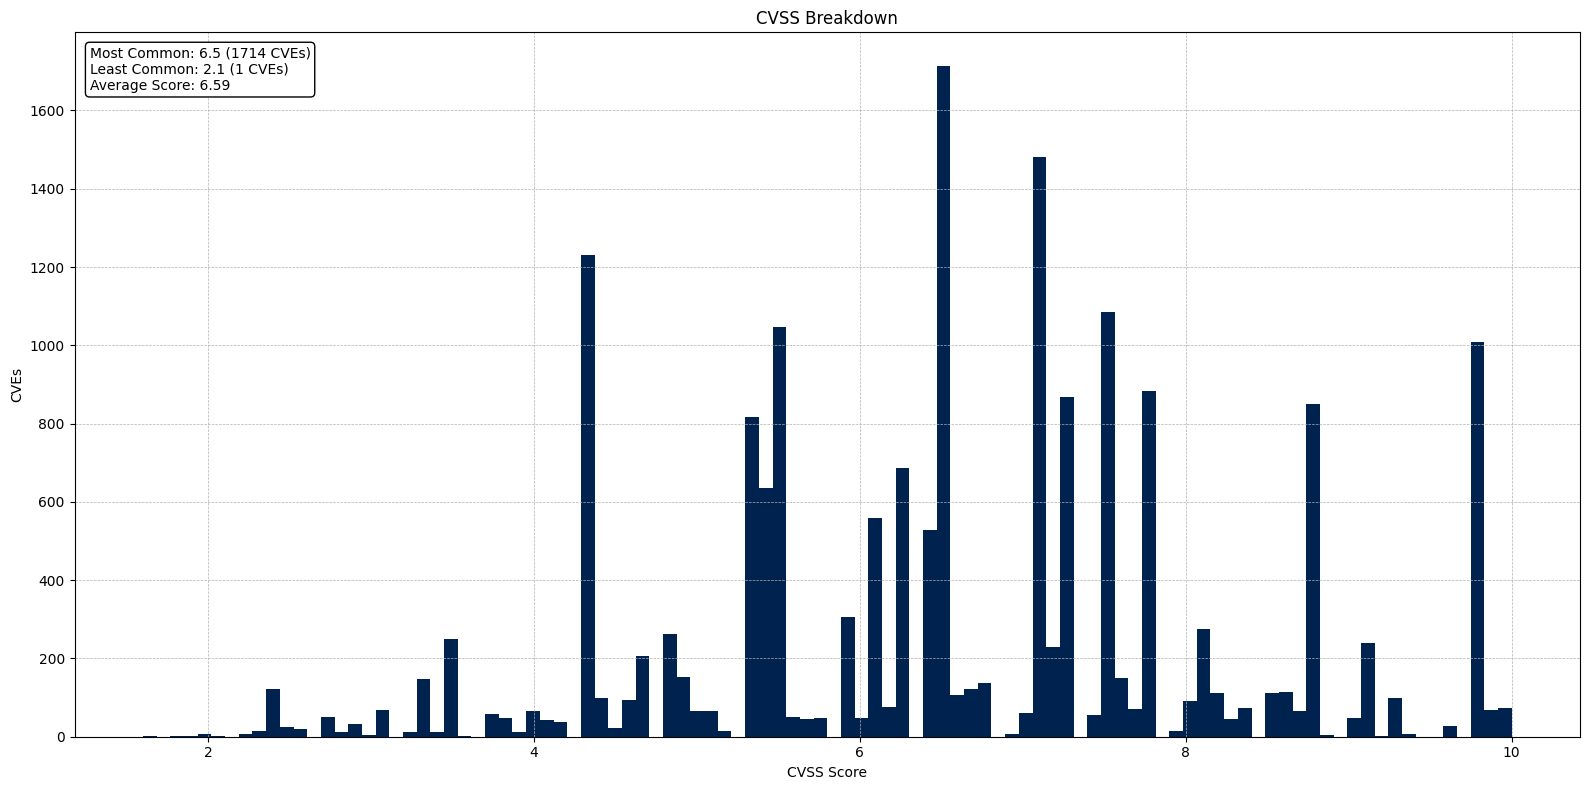 CVSS Breakdown
Most Common: 6.5 (1714 CVEs)
Least Common: 2.1 (1 CVEs)
Average Score: 6.59
CVEs
1600
1400
1200
1000
800
600
400
200
0
2
4
6
8
10
CVSS Score